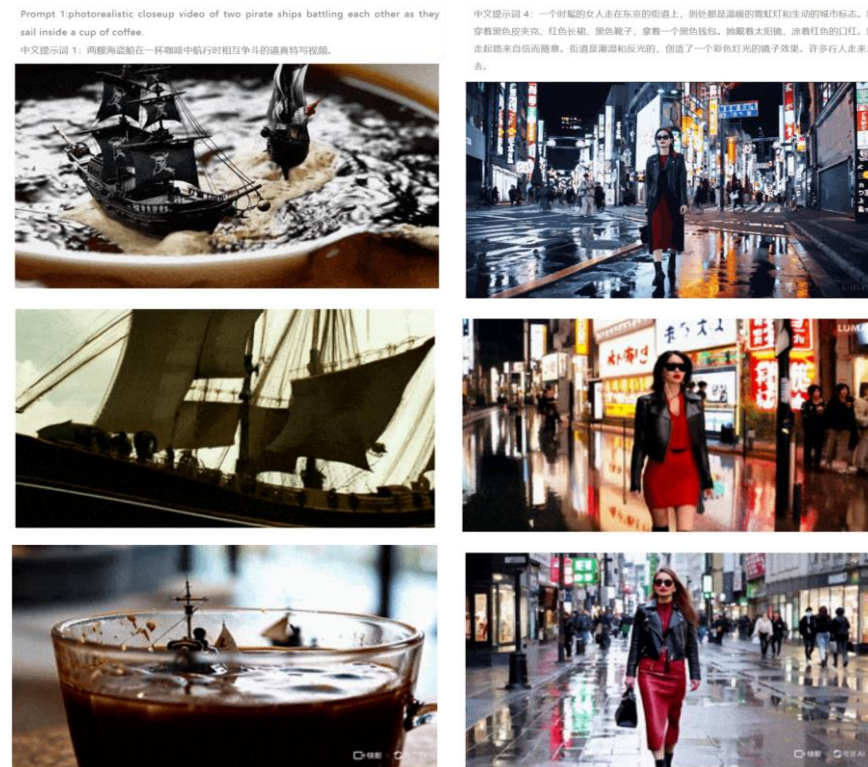 Prompt 1:photorealistic closeup video of two pirate ships battling each other as they
sail inside a cup of coffee.
中文提示词 1：两艘海盗船在一杯咖啡中航行时相互争斗的逼真特写视频。
中文提示词 4：一个时髦的女人走在东京的街道上，到处都是温暖的霓虹灯和生动的城市标志。
穿着黑色皮夹克、红色长裙、黑色靴子，拿着一个黑色钱包。她戴着太阳镜，涂着红色的口红。
走起路来自信而随意。街道是潮湿和反光的，创造了一个彩色灯光的镜子效果。许多行人走来
去。
LUMA
快影
快影